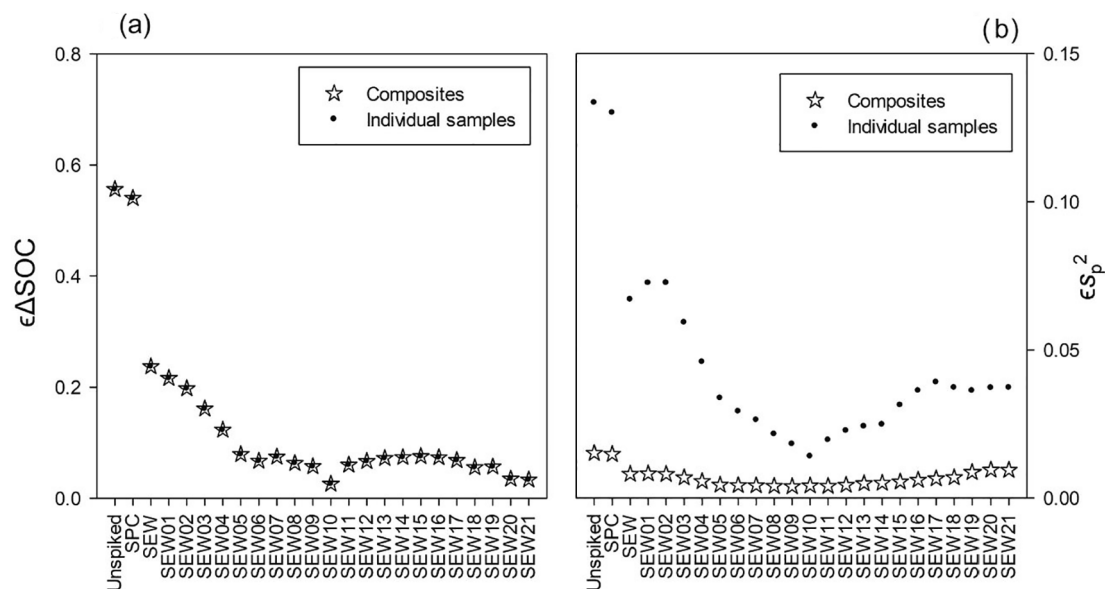 (a)
(b)
0.8
0.6
0.4
0.2
0.0
ϵΔSOC
Composites
Individual samples
Unspiked
SPC
SEW
SEW01
SEW02
SEW03
SEW04
SEW05
SEW06
SEW07
SEW08
SEW09
SEW10
SEW11
SEW12
SEW13
SEW14
SEW15
SEW16
SEW17
SEW18
SEW19
SEW20
SEW21
Composites
Individual samples
0.15
0.10
0.05
0.00
ϵsₚ²
Unspiked
SPC
SEW
SEW01
SEW02
SEW03
SEW04
SEW05
SEW06
SEW07
SEW08
SEW09
SEW10
SEW11
SEW12
SEW13
SEW14
SEW15
SEW16
SEW17
SEW18
SEW19
SEW20
SEW21